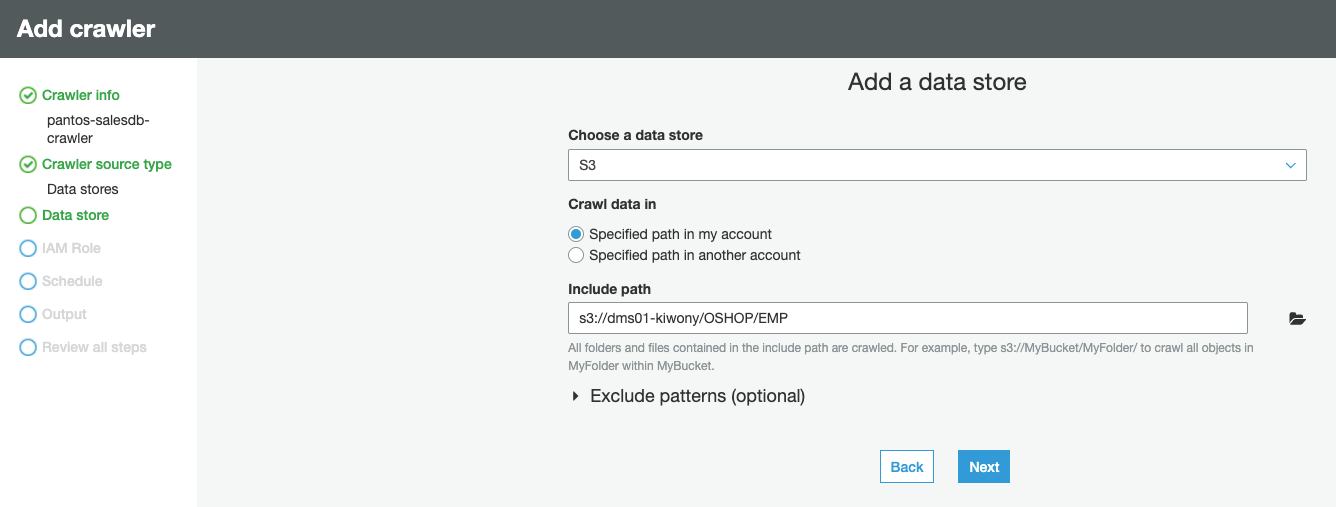 Add crawler
Crawler info
pantos-salesdb-
crawler
Crawler source type
Data stores
Data store
IAM Role
Schedule
Output
Review all steps
Add a data store
Choose a data store
S3
Crawl data in
Specified path in my account
Specified path in another account
Include path
s3://dms01-kiwony/OSHOP/EMP
All folders and files contained in the include path are crawled. For example, type s3://MyBucket/MyFolder/ to crawl all objects in
MyFolder within MyBucket.
Exclude patterns (optional)
Back
Next